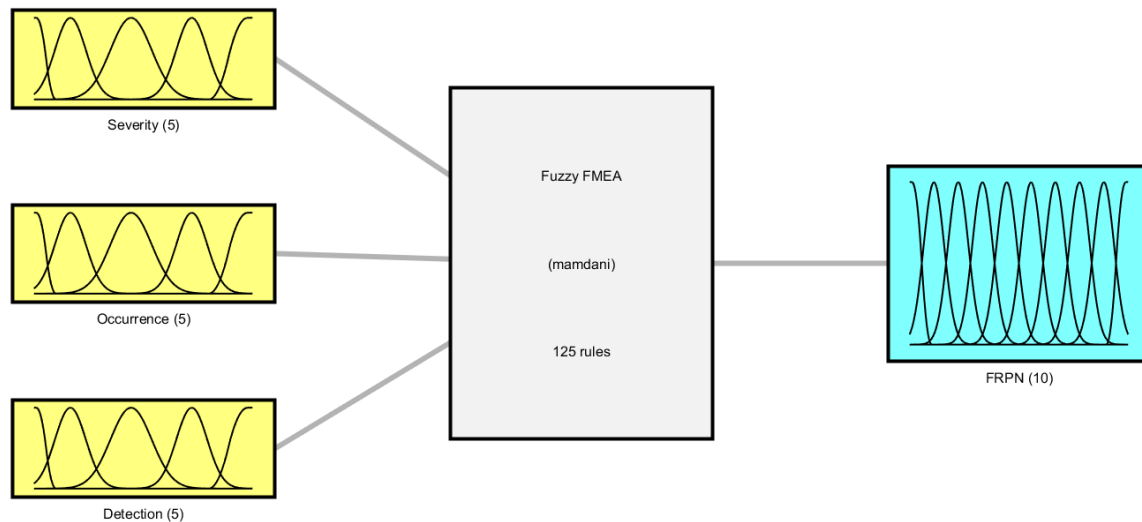 Severity (5)
Occurrence (5)
Detection (5)
Fuzzy FMEA
(mamdani)
125 rules
FRPN (10)